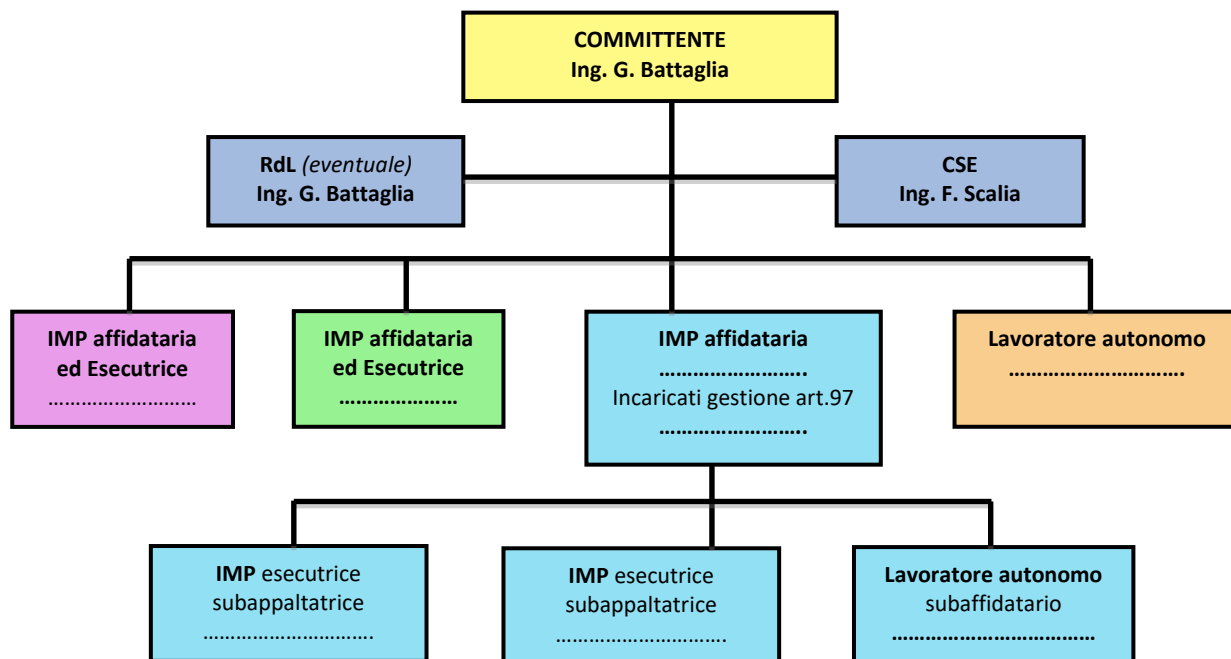 COMMITTENTE
Ing. G. Battaglia
RdL (eventuale)
Ing. G. Battaglia
CSE
Ing. F. Scalia
IMP affidataria
ed Esecutrice
………………………
IMP affidataria
ed Esecutrice
…………………
IMP affidataria
……………………..
Incaricati gestione art.97
……………………..
Lavoratore autonomo
………………………….
IMP esecutrice
subappaltatrice
………………………….
IMP esecutrice
subappaltatrice
………………………….
Lavoratore autonomo
subaffidatario
………………………………